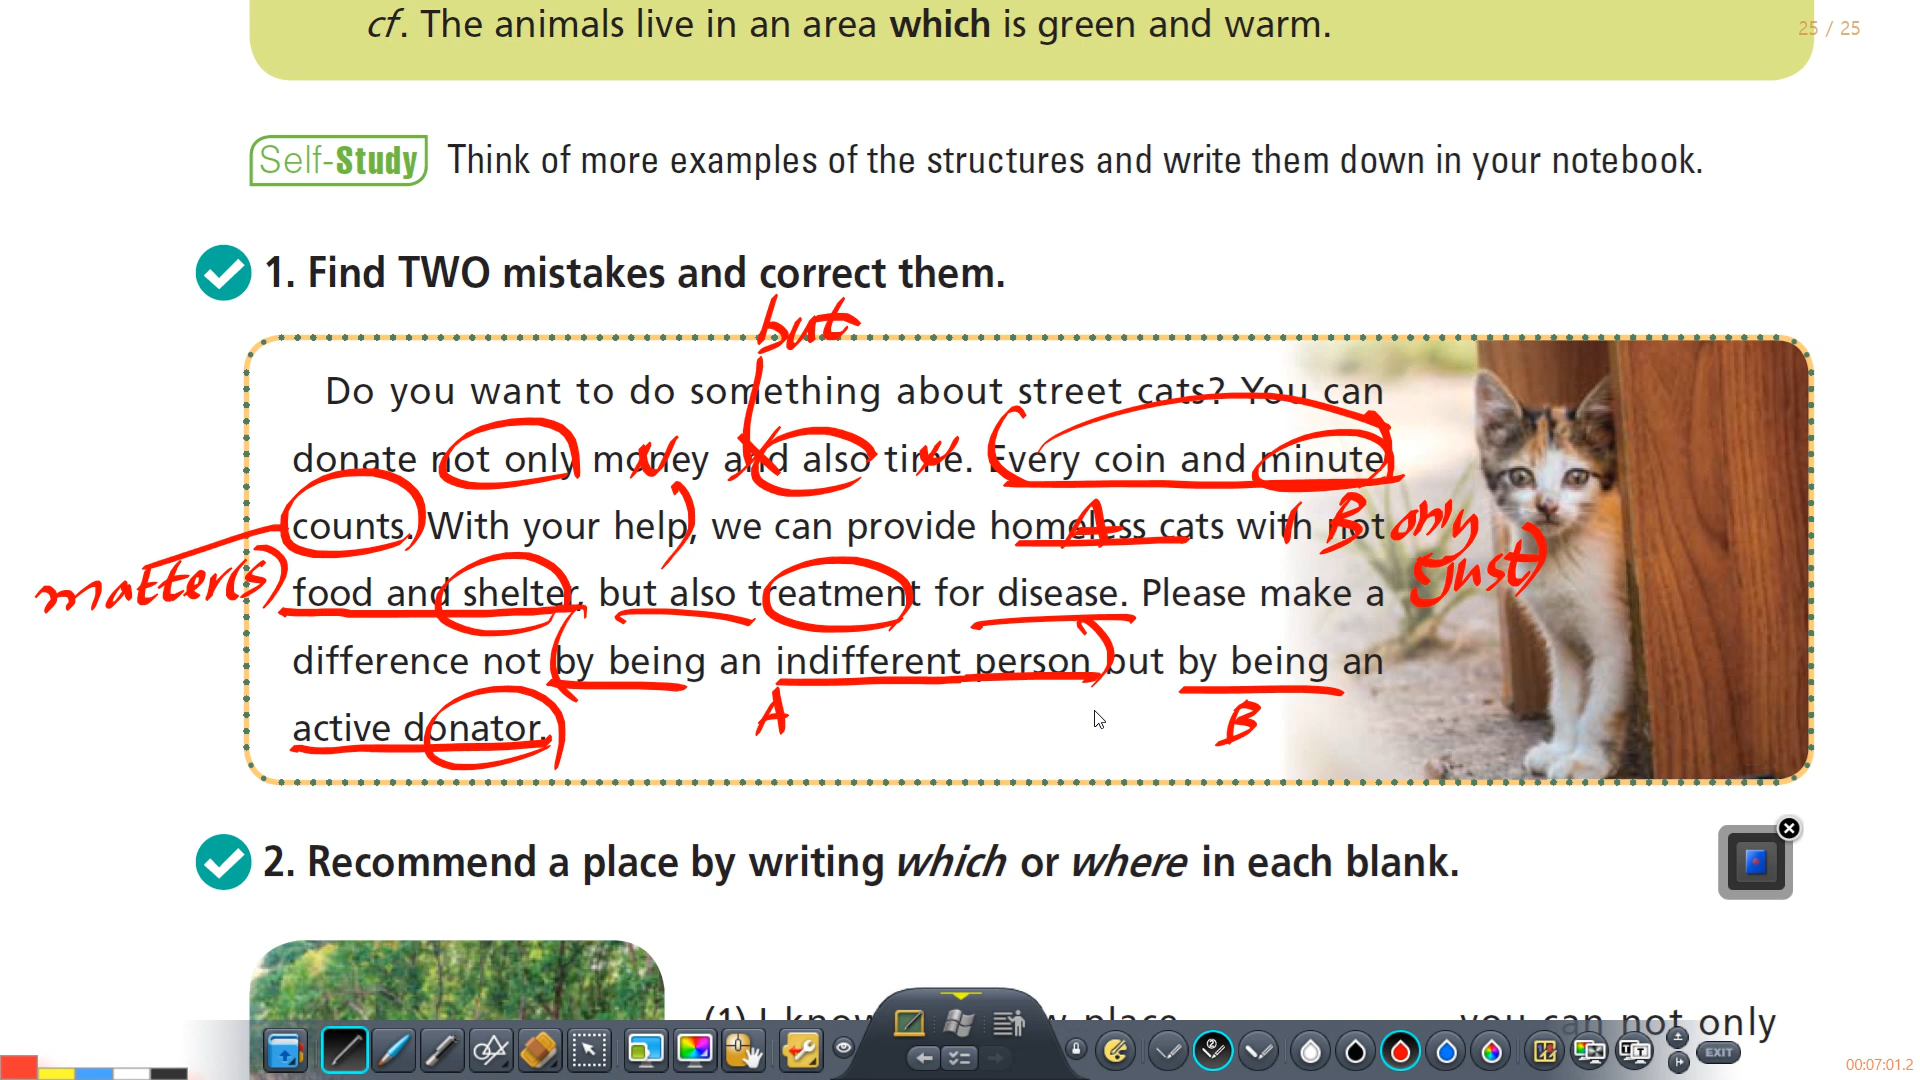 cf. The animals live in an area which is green and warm.
25 / 25
Self-Study Think of more examples of the structures and write them down in your notebook.
1. Find TWO mistakes and correct them.
but
Do you want to do something about street cats? You can
donate not only money and also time. Every coin and minute
counts. With your help, we can provide homeless cats with not
A
B only
(just)
matter(s)
food and shelter, but also treatment for disease. Please make a
difference not by being an indifferent person but by being an
A
B
active donator.
2. Recommend a place by writing which or where in each blank.
(1) I know place
you can not only
EXIT
00:07:01.2